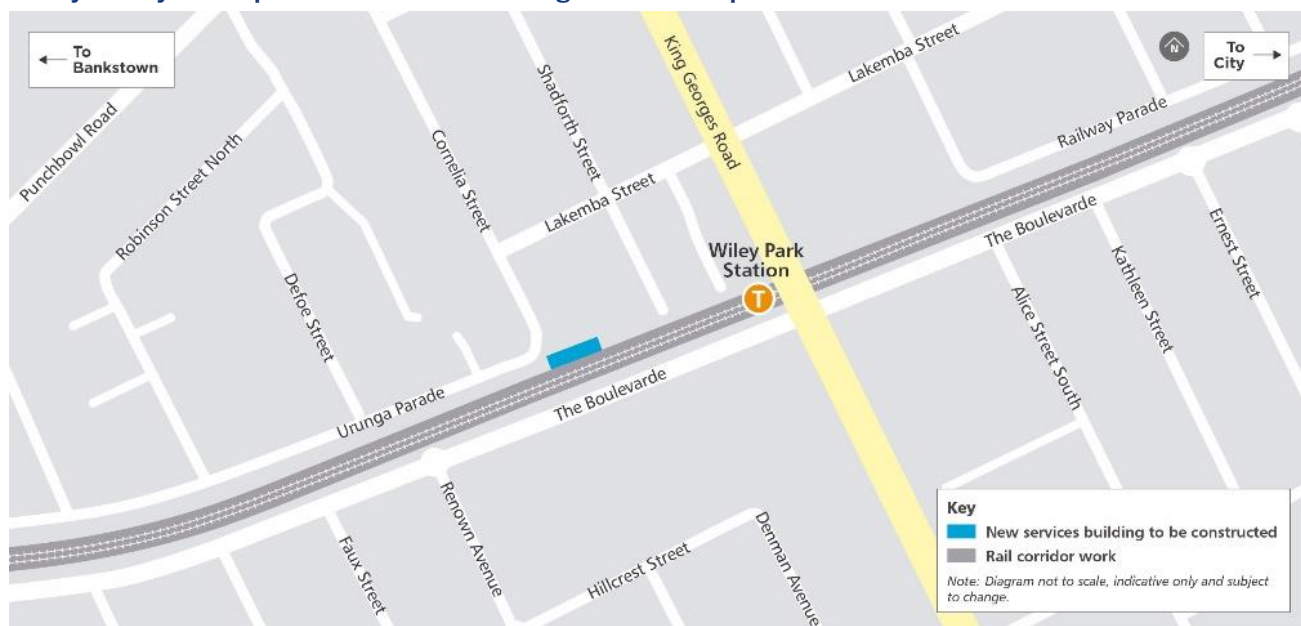 To
Bankstown
N
To
City
Punchbowl Road
Robinson Street North
Cornelia Street
Shadforth Street
King Georges Road
Lakemba Street
Railway Parade
Lakemba Street
Defoe Street
Wiley Park
Station
T
The Boulevarde
Ernest Street
Kathleen Street
Alice Street South
Urunga Parade
The Boulevarde
Renown Avenue
Faux Street
Hillcrest Street
Denman Avenue
Key
New services building to be constructed
Rail corridor work
Note: Diagram not to scale, indicative only and subject
to change.